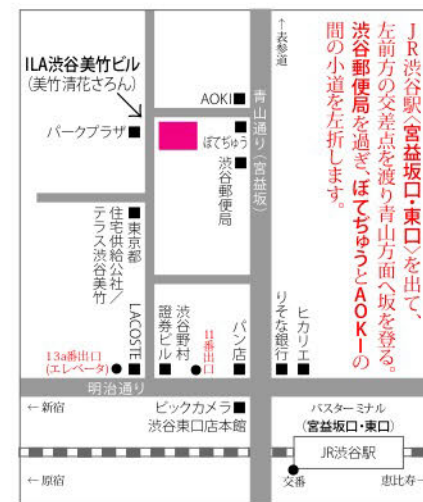 JR渋谷駅〈宮益坂口・東口〉を出て、
左前方の交差点を渡り青山方面へ坂を登る。
渋谷郵便局を過ぎ、ぼてぢゅうとAOKIの
間の小道を左折します。
↑表参道
ILA渋谷美竹ビル
(美竹清花さろん)
パークプラザ
AOKI
青山通り(宮益坂)
ぼてぢゅう
渋谷郵便局
東京都
住宅供給公社/
テラス渋谷美竹
LACOSTE
渋谷野村
證券ビル
11番出口
パン店
りそな銀行
ヒカリエ
13a番出口
(エレベータ)
明治通り
←新宿
ビックカメラ
渋谷東口店本館
バスターミナル
(宮益坂口・東口)
JR渋谷駅
←原宿
交番
恵比寿→